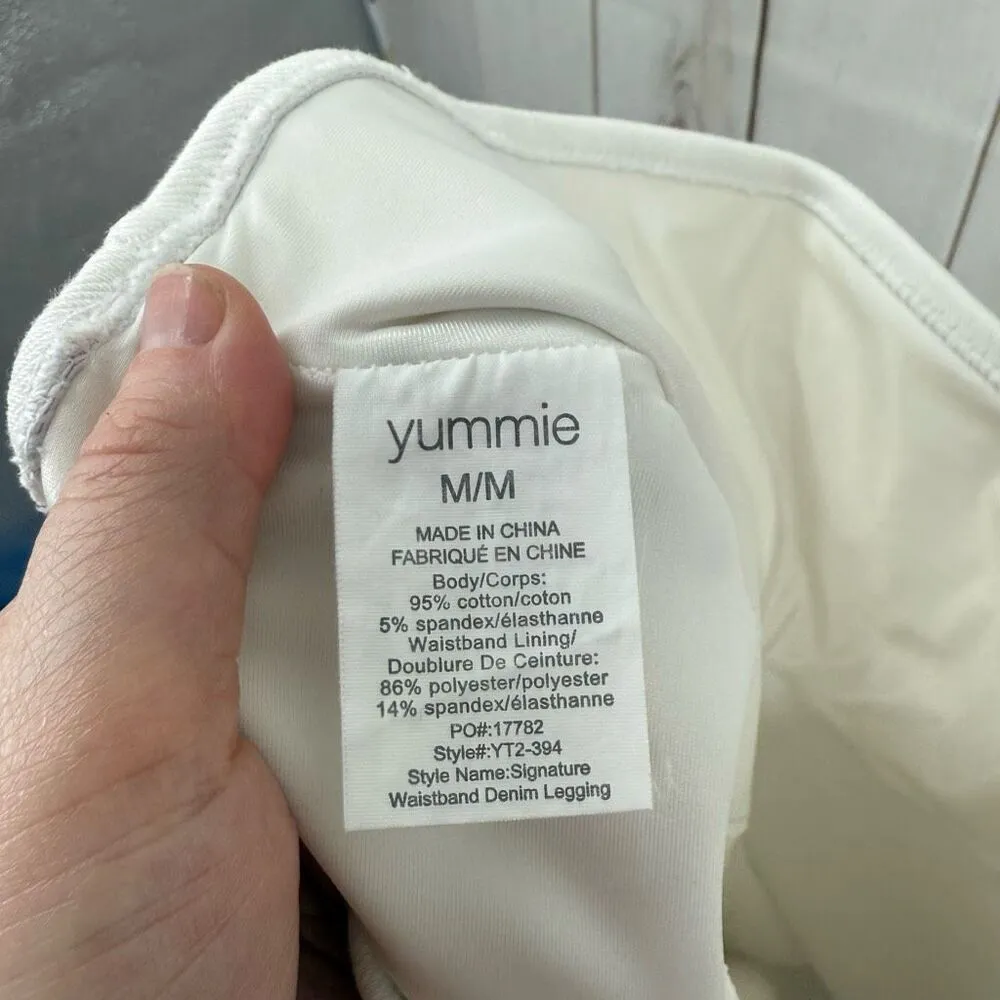 yummie
M/M
MADE IN CHINA
FABRIQUÉ EN CHINE
Body/Corps:
95% cotton/coton
5% spandex/élasthanne
Waistband Lining/
Doublure De Ceinture:
86% polyester/polyester
14% spandex/élasthanne
PO#:17782
Style#:YT2-394
Style Name:Signature
Waistband Denim Legging